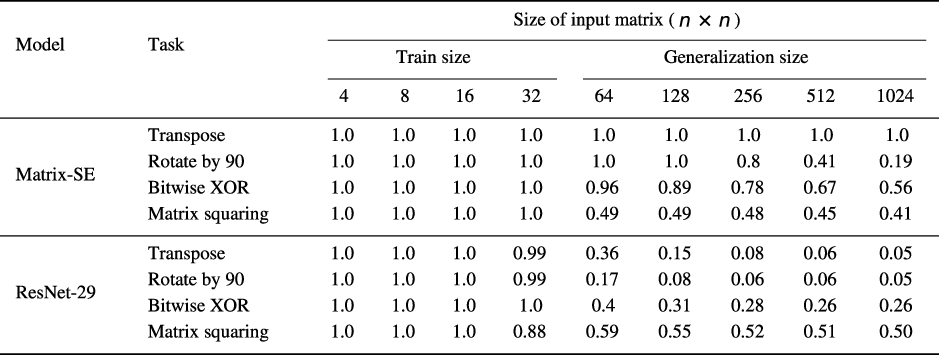 Model Task Size of input matrix ( n × n )
Train size Generalization size
4 8 16 32 64 128 256 512 1024
Matrix-SE
Transpose 1.0 1.0 1.0 1.0 1.0 1.0 1.0 1.0 1.0
Rotate by 90 1.0 1.0 1.0 1.0 1.0 1.0 0.8 0.41 0.19
Bitwise XOR 1.0 1.0 1.0 1.0 0.96 0.89 0.78 0.67 0.56
Matrix squaring 1.0 1.0 1.0 1.0 0.49 0.49 0.48 0.45 0.41
ResNet-29
Transpose 1.0 1.0 1.0 0.99 0.36 0.15 0.08 0.06 0.05
Rotate by 90 1.0 1.0 1.0 0.99 0.17 0.08 0.06 0.06 0.05
Bitwise XOR 1.0 1.0 1.0 1.0 0.4 0.31 0.28 0.26 0.26
Matrix squaring 1.0 1.0 1.0 0.88 0.59 0.55 0.52 0.51 0.50